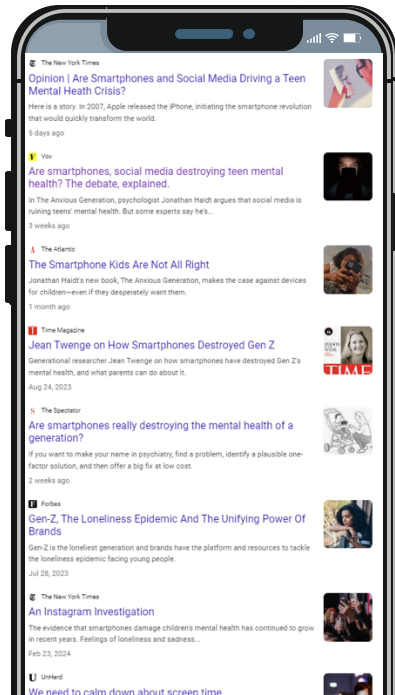 The New York Times
Opinion | Are Smartphones and Social Media Driving a Teen
Mental Heath Crisis?
Here is a story. In 2007, Apple released the iPhone, initiating the smartphone revolution
that would quickly transform the world.
5 days ago
Vox
Are smartphones, social media destroying teen mental
health? The debate, explained.
In The Anxious Generation, psychologist Jonathan Haidt argues that social media is
ruining teens' mental health. But some experts say he's...
3 weeks ago
The Atlantic
The Smartphone Kids Are Not All Right
Jonathan Haidt's new book, The Anxious Generation, makes the case against devices
for children—even if they desperately want them.
1 month ago
Time Magazine
Jean Twenge on How Smartphones Destroyed Gen Z
Generational researcher Jean Twenge on how smartphones have destroyed Gen Z's
mental health, and what parents can do about it.
Aug 24, 2023
TIME
The Spectator
Are smartphones really destroying the mental health of a
generation?
If you want to make your name in psychiatry, find a problem, identify a plausible one-
factor solution, and then offer a big fix at low cost.
2 weeks ago
Forbes
Gen-Z, The Loneliness Epidemic And The Unifying Power Of
Brands
Gen-Z is the loneliest generation and brands have the platform and resources to tackle
the loneliness epidemic facing young people.
Jul 28, 2023
The New York Times
An Instagram Investigation
The evidence that smartphones damage children's mental health has continued to grow
in recent years. Feelings of loneliness and sadness...
Feb 23, 2024
UnHerd
We need to calm down about screen time